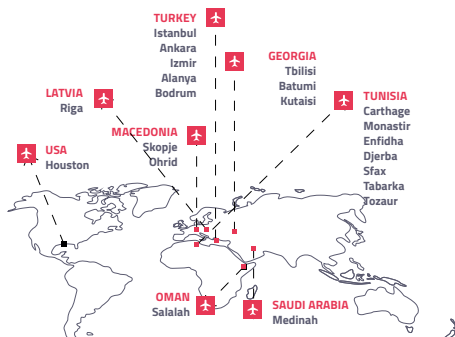 TURKEY
Istanbul
Ankara
Izmir
Alanya
Bodrum
GEORGIA
Tbilisi
Batumi
Kutaisi
LATVIA
Riga
TUNISIA
Carthage
Monastir
Enfidha
Djerba
Sfax
Tabarka
Tozaur
MACEDONIA
Skopje
Ohrid
USA
Houston
OMAN
Salalah
SAUDI ARABIA
Medinah